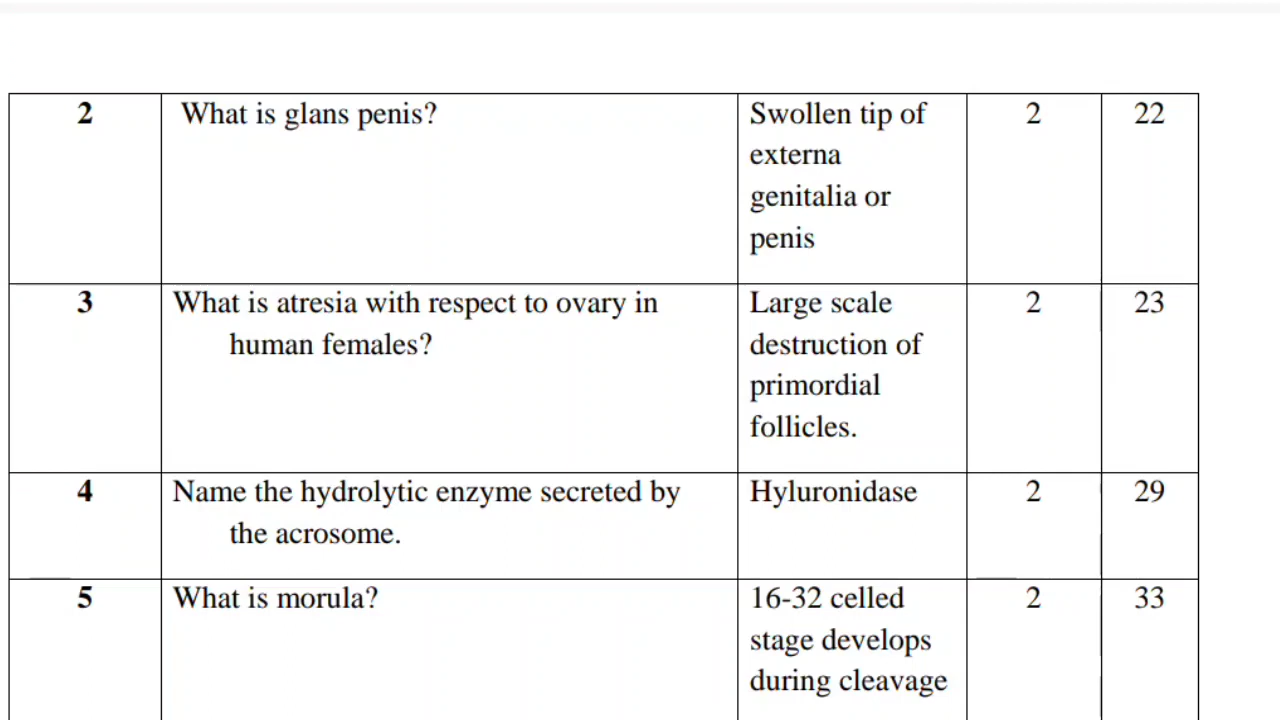 2 What is glans penis? Swollen tip of 2 22
externa
genitalia or
penis
3 What is atresia with respect to ovary in Large scale 2 23
human females? destruction of
primordial
follicles.
4 Name the hydrolytic enzyme secreted by Hyluronidase 2 29
the acrosome.
5 What is morula? 16-32 celled 2 33
stage develops
during cleavage